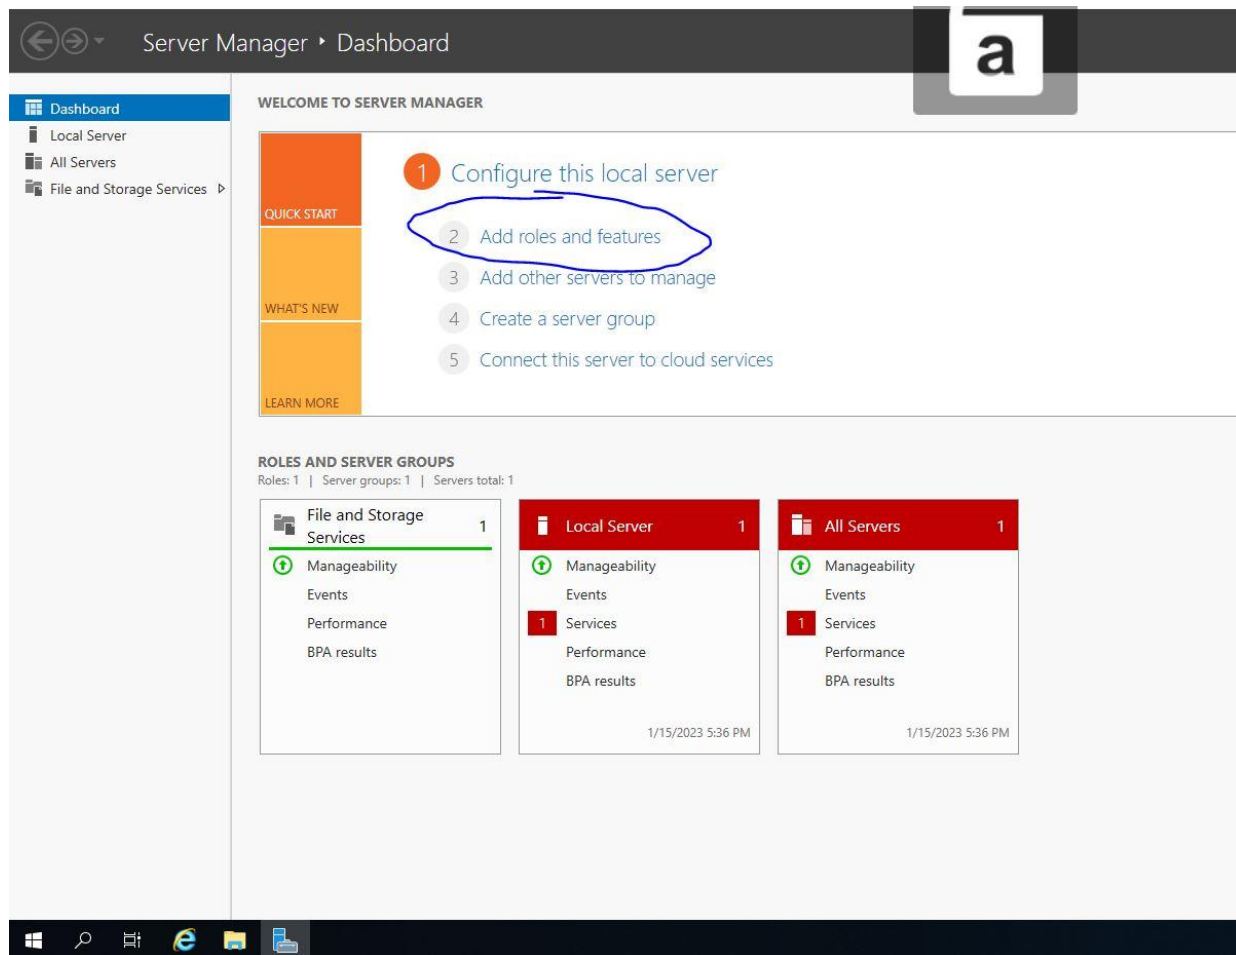 Server Manager ‣ Dashboard
a
Dashboard
Local Server
All Servers
File and Storage Services
WELCOME TO SERVER MANAGER
QUICK START
WHAT'S NEW
LEARN MORE
1 Configure this local server
2 Add roles and features
3 Add other servers to manage
4 Create a server group
5 Connect this server to cloud services
ROLES AND SERVER GROUPS
Roles: 1 | Server groups: 1 | Servers total: 1
File and Storage
Services 1
Manageability
Events
Performance
BPA results
Local Server 1
Manageability
Events
1 Services
Performance
BPA results
1/15/2023 5:36 PM
All Servers 1
Manageability
Events
1 Services
Performance
BPA results
1/15/2023 5:36 PM